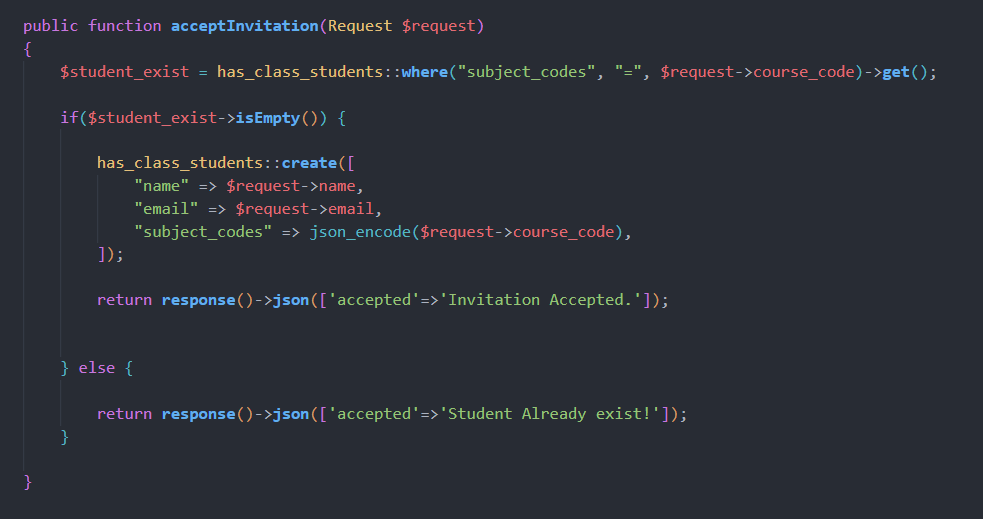 public function acceptInvitation(Request $request)
{
$student_exist = has_class_students::where("subject_codes", "=", $request->course_code)->get();
if($student_exist->isEmpty()) {
has_class_students::create([
"name" => $request->name,
"email" => $request->email,
"subject_codes" => json_encode($request->course_code),
]);
return response()->json(['accepted'=>'Invitation Accepted.']);
} else {
return response()->json(['accepted'=>'Student Already exist!']);
}
}